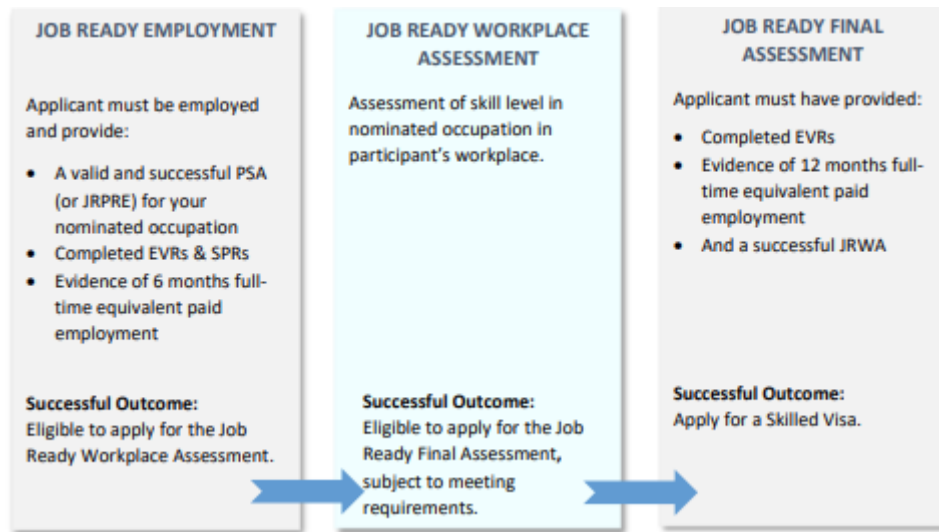 JOB READY EMPLOYMENT
Applicant must be employed
and provide:
• A valid and successful PSA
(or JRPRE) for your
nominated occupation
• Completed EVRs & SPRs
• Evidence of 6 months full-
time equivalent paid
employment
Successful Outcome:
Eligible to apply for the Job
Ready Workplace Assessment.
JOB READY WORKPLACE
ASSESSMENT
Assessment of skill level in
nominated occupation in
participant's workplace.
Successful Outcome:
Eligible to apply for the Job
Ready Final Assessment,
subject to meeting
requirements.
JOB READY FINAL
ASSESSMENT
Applicant must have provided:
• Completed EVRs
• Evidence of 12 months full-
time equivalent paid
employment
• And a successful JRWA
Successful Outcome:
Apply for a Skilled Visa.